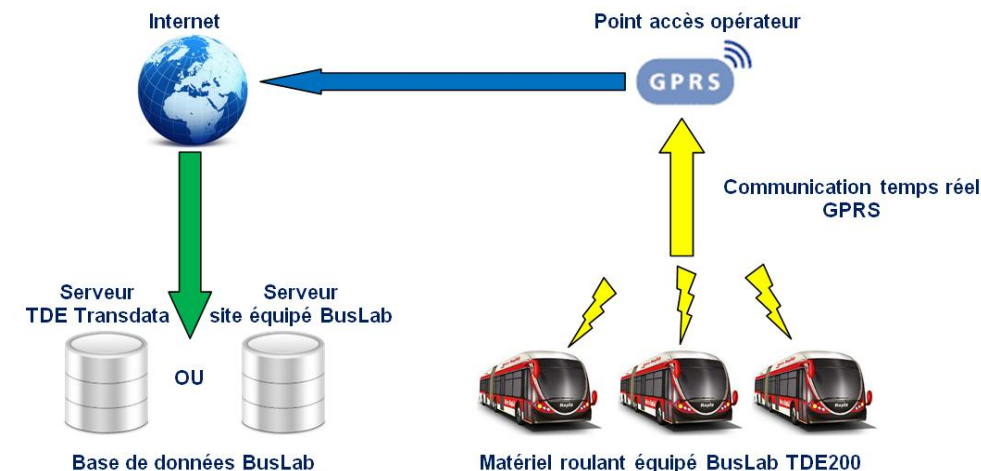 Internet
Point accès opérateur
GPRS
Communication temps réel
GPRS
Serveur
TDE Transdata
Serveur
site équipé BusLab
OU
Base de données BusLab
Matériel roulant équipé BusLab TDE200